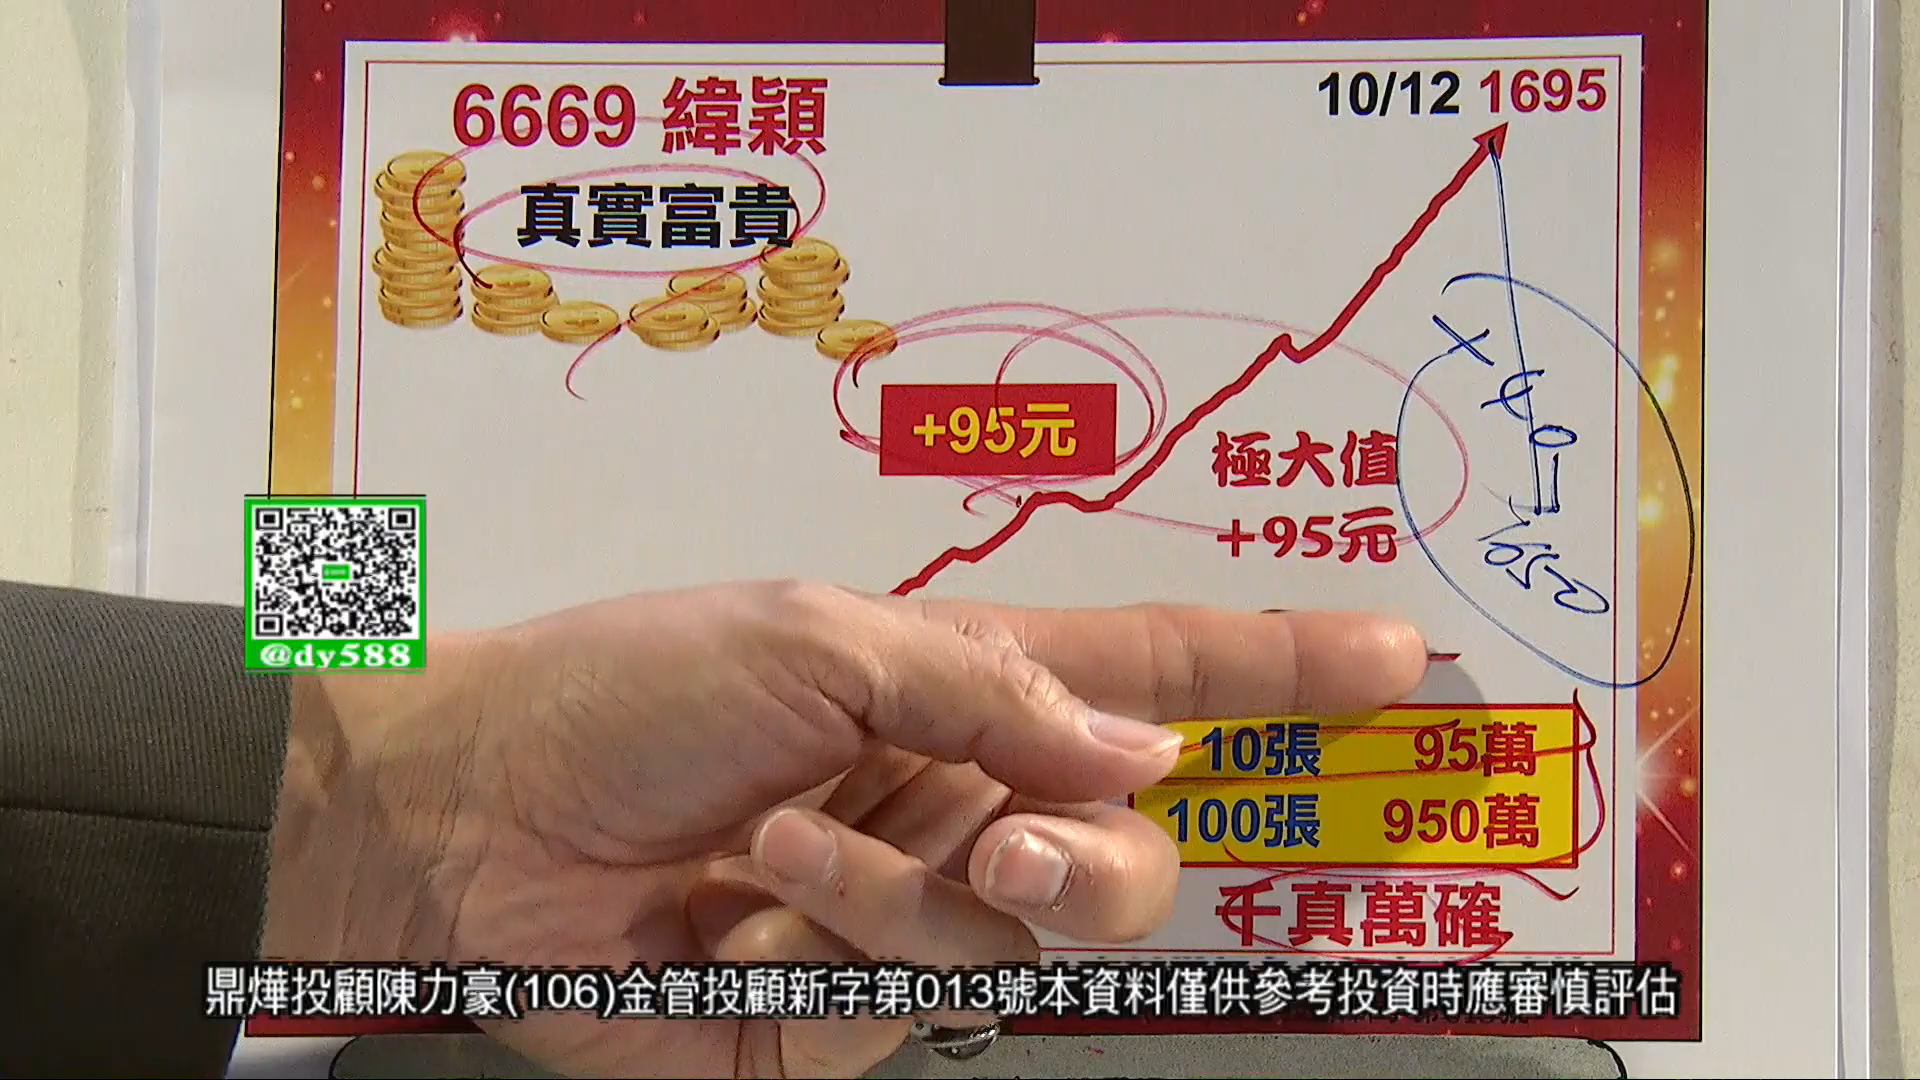 6669 緯穎
10/12 1695
真實富貴
+95元
極大值
+95元
@dy588
10張 95萬
100張 950萬
千真萬確
鼎燁投顧陳力豪(106)金管投顧新字第013號本資料僅供參考投資時應審慎評估